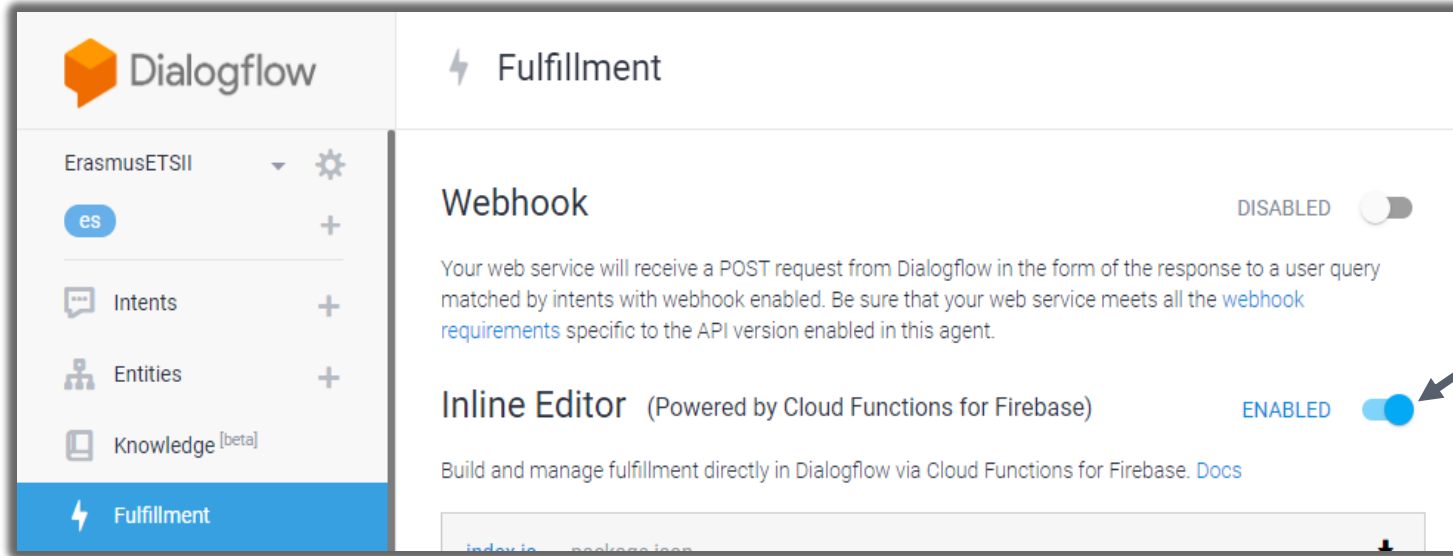 Dialogflow
Fulfillment
ErasmusETSII
es
Intents
Entities
Knowledge [beta]
Fulfillment
Webhook
DISABLED
Your web service will receive a POST request from Dialogflow in the form of the response to a user query
matched by intents with webhook enabled. Be sure that your web service meets all the webhook
requirements specific to the API version enabled in this agent.
Inline Editor (Powered by Cloud Functions for Firebase)
ENABLED
Build and manage fulfillment directly in Dialogflow via Cloud Functions for Firebase. Docs
index.js package.json